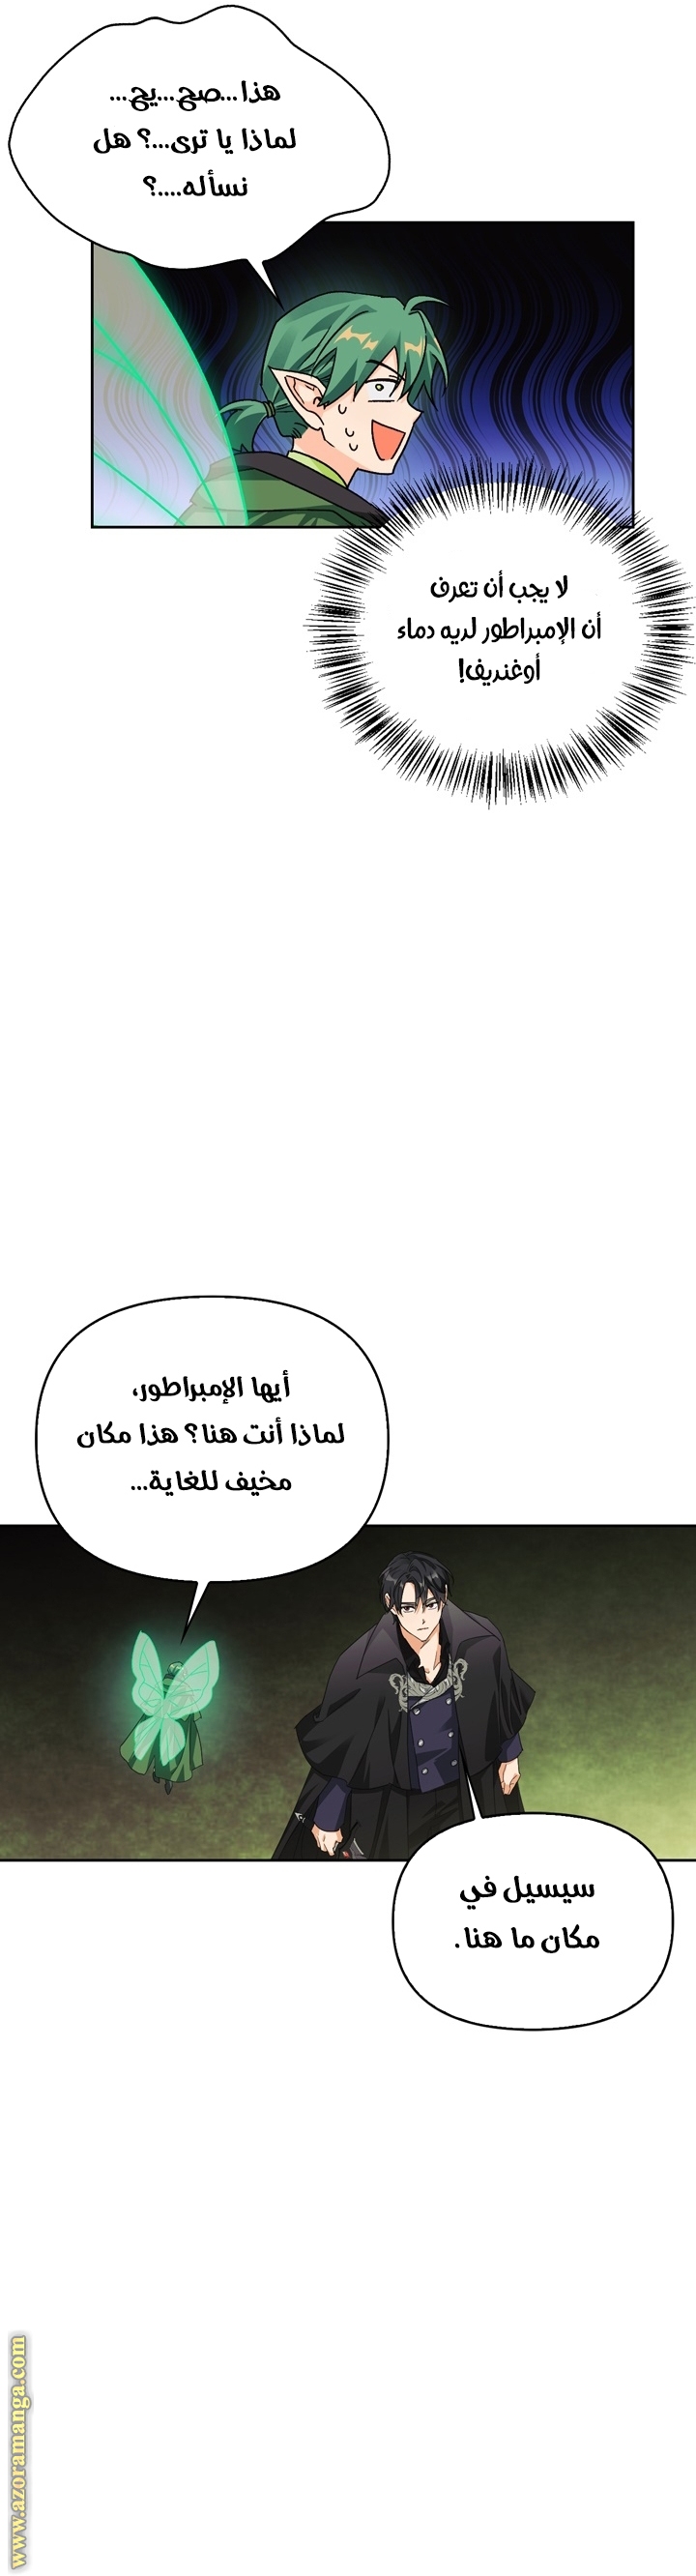 هذا...صح...يح...
لماذا يا ترى...؟ هل
نسأله....؟
لا يجب أن تعرف
أن الإمبراطور لديه دماء
أوغنديف!
أيها الإمبراطور،
لماذا أنت هنا؟ هذا مكان
مخيف للغاية...
سيسيل في
مكان ما هنا.
www.azoramanga.com